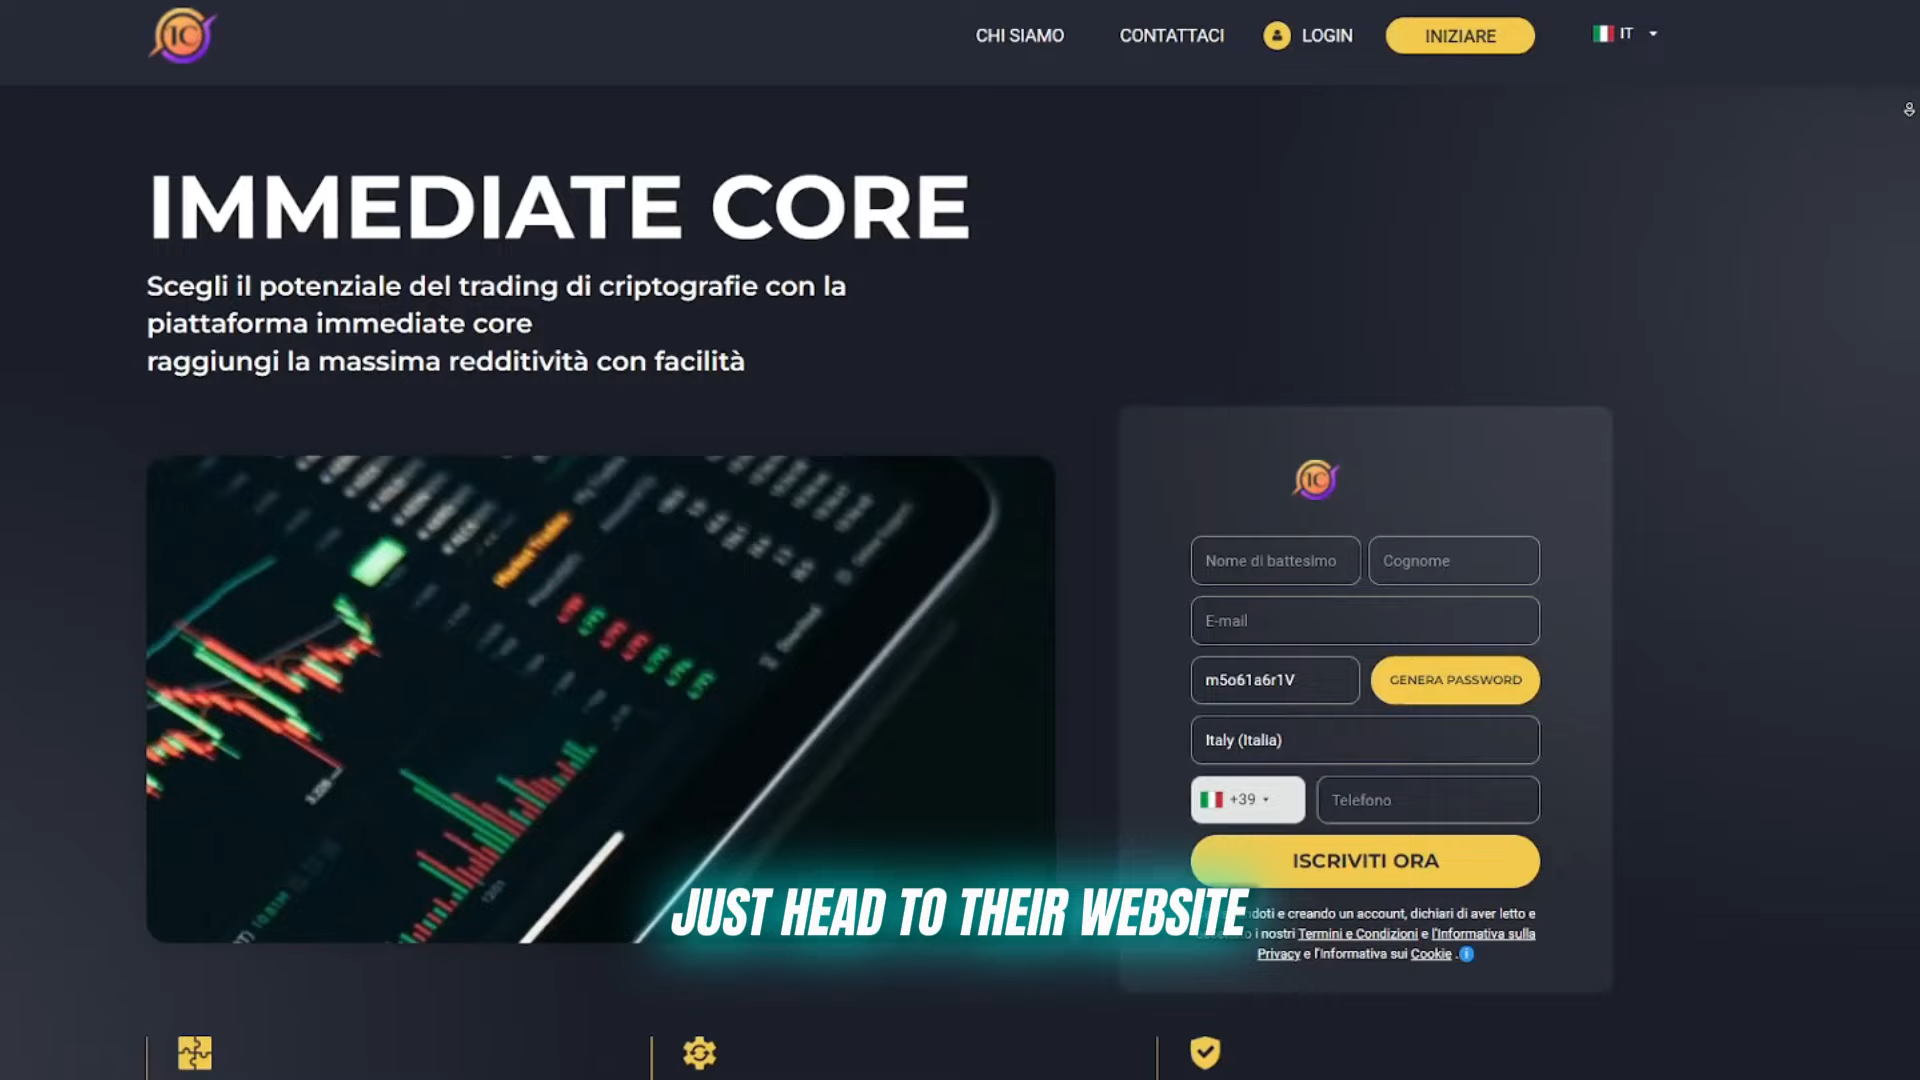 IC
CHI SIAMO
CONTATTACI
LOGIN
INIZIARE
IT
IMMEDIATE CORE
Scegli il potenziale del trading di criptografie con la
piattaforma immediate core
raggiungi la massima redditività con facilità
Market Trades
IC
Nome di battesimo
Cognome
E-mail
m5o61a6r1V
GENERA PASSWORD
Italy (Italia)
+39
Telefono
ISCRIVITI ORA
JUST HEAD TO THEIR WEBSITE
e creando un account, dichiari di aver letto e
i nostri Termini e Condizioni e l'Informativa sulla
Privacy e l'Informativa sui Cookie .